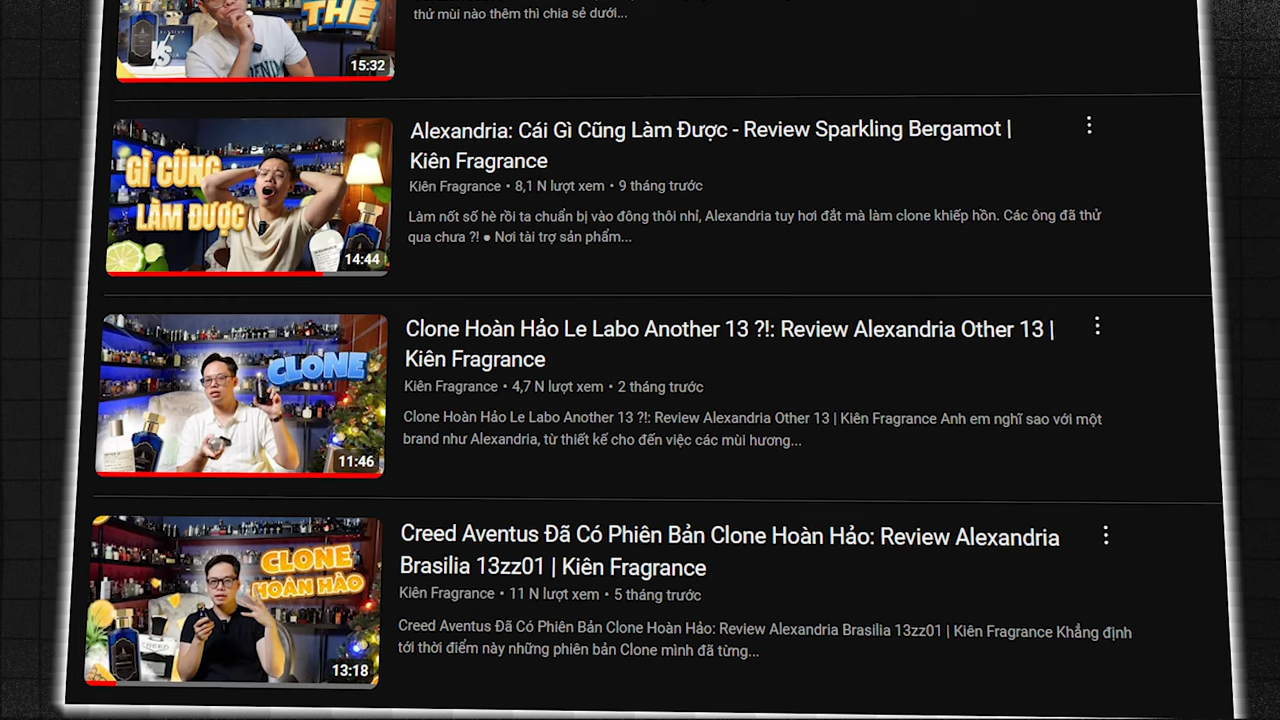 THẾ
VS
15:32
thử mùi nào thêm thì chia sẻ dưới...
GÌ CŨNG
LÀM ĐƯỢC
14:44
Alexandria: Cái Gì Cũng Làm Được - Review Sparkling Bergamot |
Kiên Fragrance
Kiên Fragrance • 8,1 N lượt xem • 9 tháng trước
Làm nốt số hè rồi ta chuẩn bị vào đông thôi nhỉ, Alexandria tuy hơi đắt mà làm clone khiếp hồn. Các ông đã thử
qua chưa ?! ● Nơi tài trợ sản phẩm...
CLONE
11:46
Clone Hoàn Hảo Le Labo Another 13 ?!: Review Alexandria Other 13 |
Kiên Fragrance
Kiên Fragrance • 4,7 N lượt xem • 2 tháng trước
Clone Hoàn Hảo Le Labo Another 13 ?!: Review Alexandria Other 13 | Kiên Fragrance Anh em nghĩ sao với một
brand như Alexandria, từ thiết kế cho đến việc các mùi hương...
CLONE
HOÀN HẢO
CREED
13:18
Creed Aventus Đã Có Phiên Bản Clone Hoàn Hảo: Review Alexandria
Brasilia 13zz01 | Kiên Fragrance
Kiên Fragrance • 11 N lượt xem • 5 tháng trước
Creed Aventus Đã Có Phiên Bản Clone Hoàn Hảo: Review Alexandria Brasilia 13zz01 | Kiên Fragrance Khẳng định
tới thời điểm này những phiên bản Clone mình đã từng...